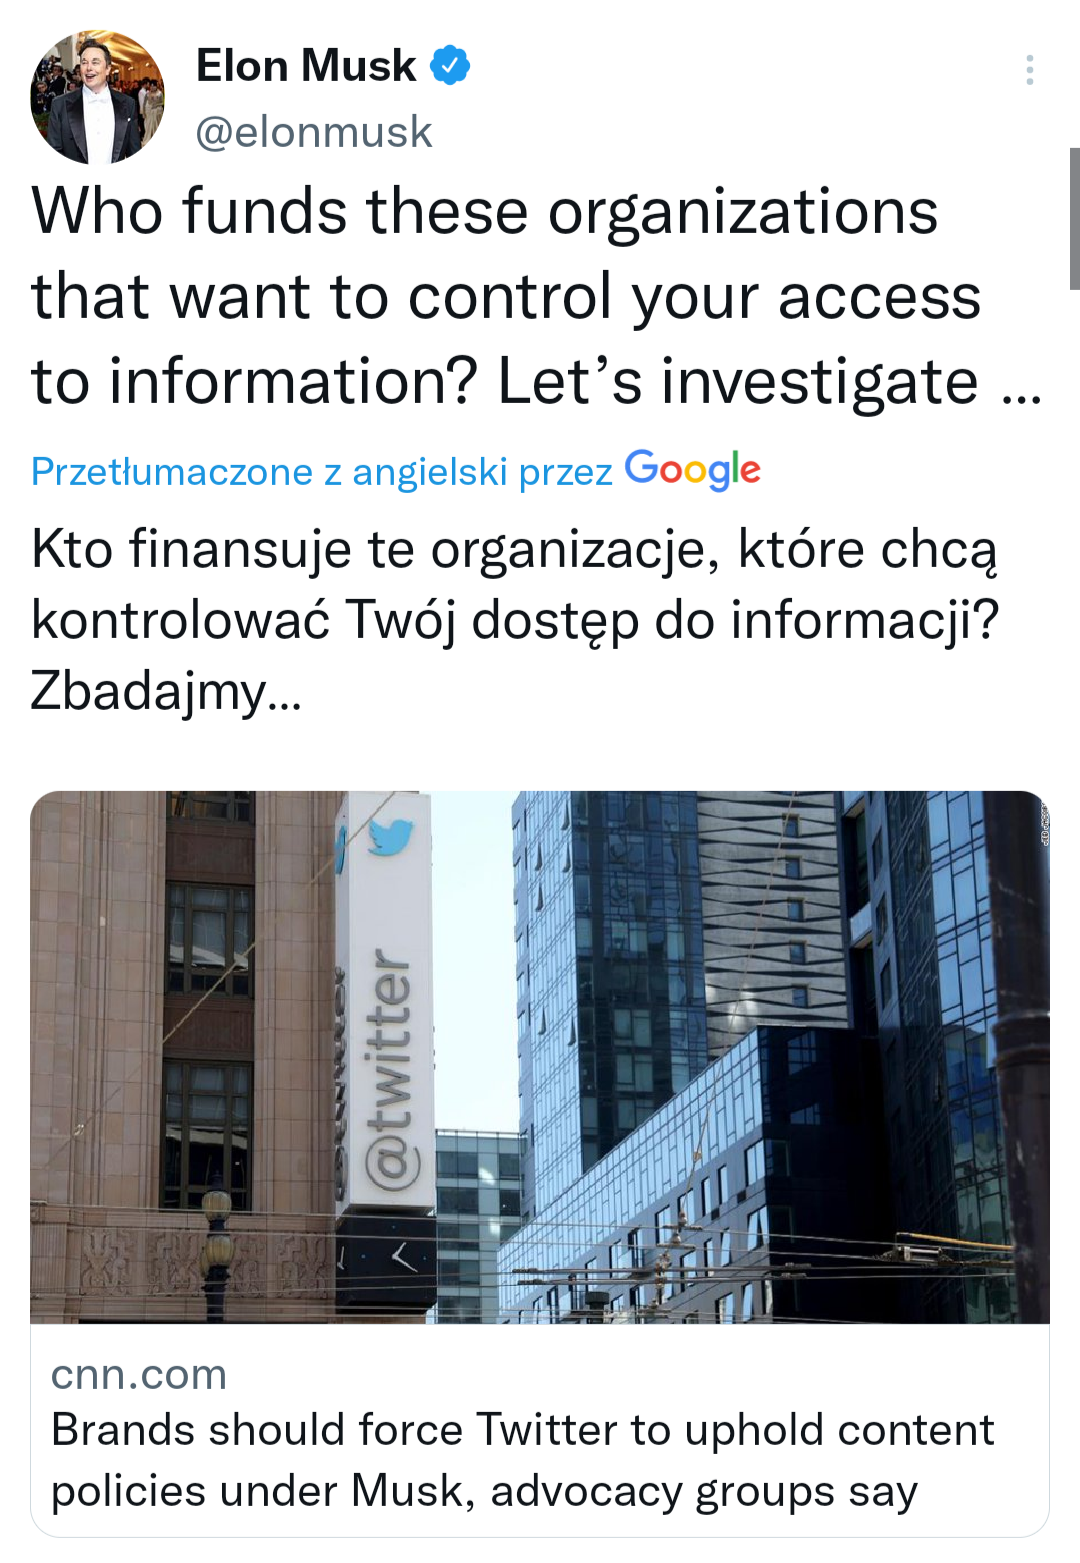 Elon Musk
@elonmusk
Who funds these organizations
that want to control your access
to information? Let’s investigate …
Przetłumaczone z angielski przez Google
Kto finansuje te organizacje, które chcą
kontrolować Twój dostęp do informacji?
Zbadajmy...
@twitter
cnn.com
Brands should force Twitter to uphold content
policies under Musk, advocacy groups say